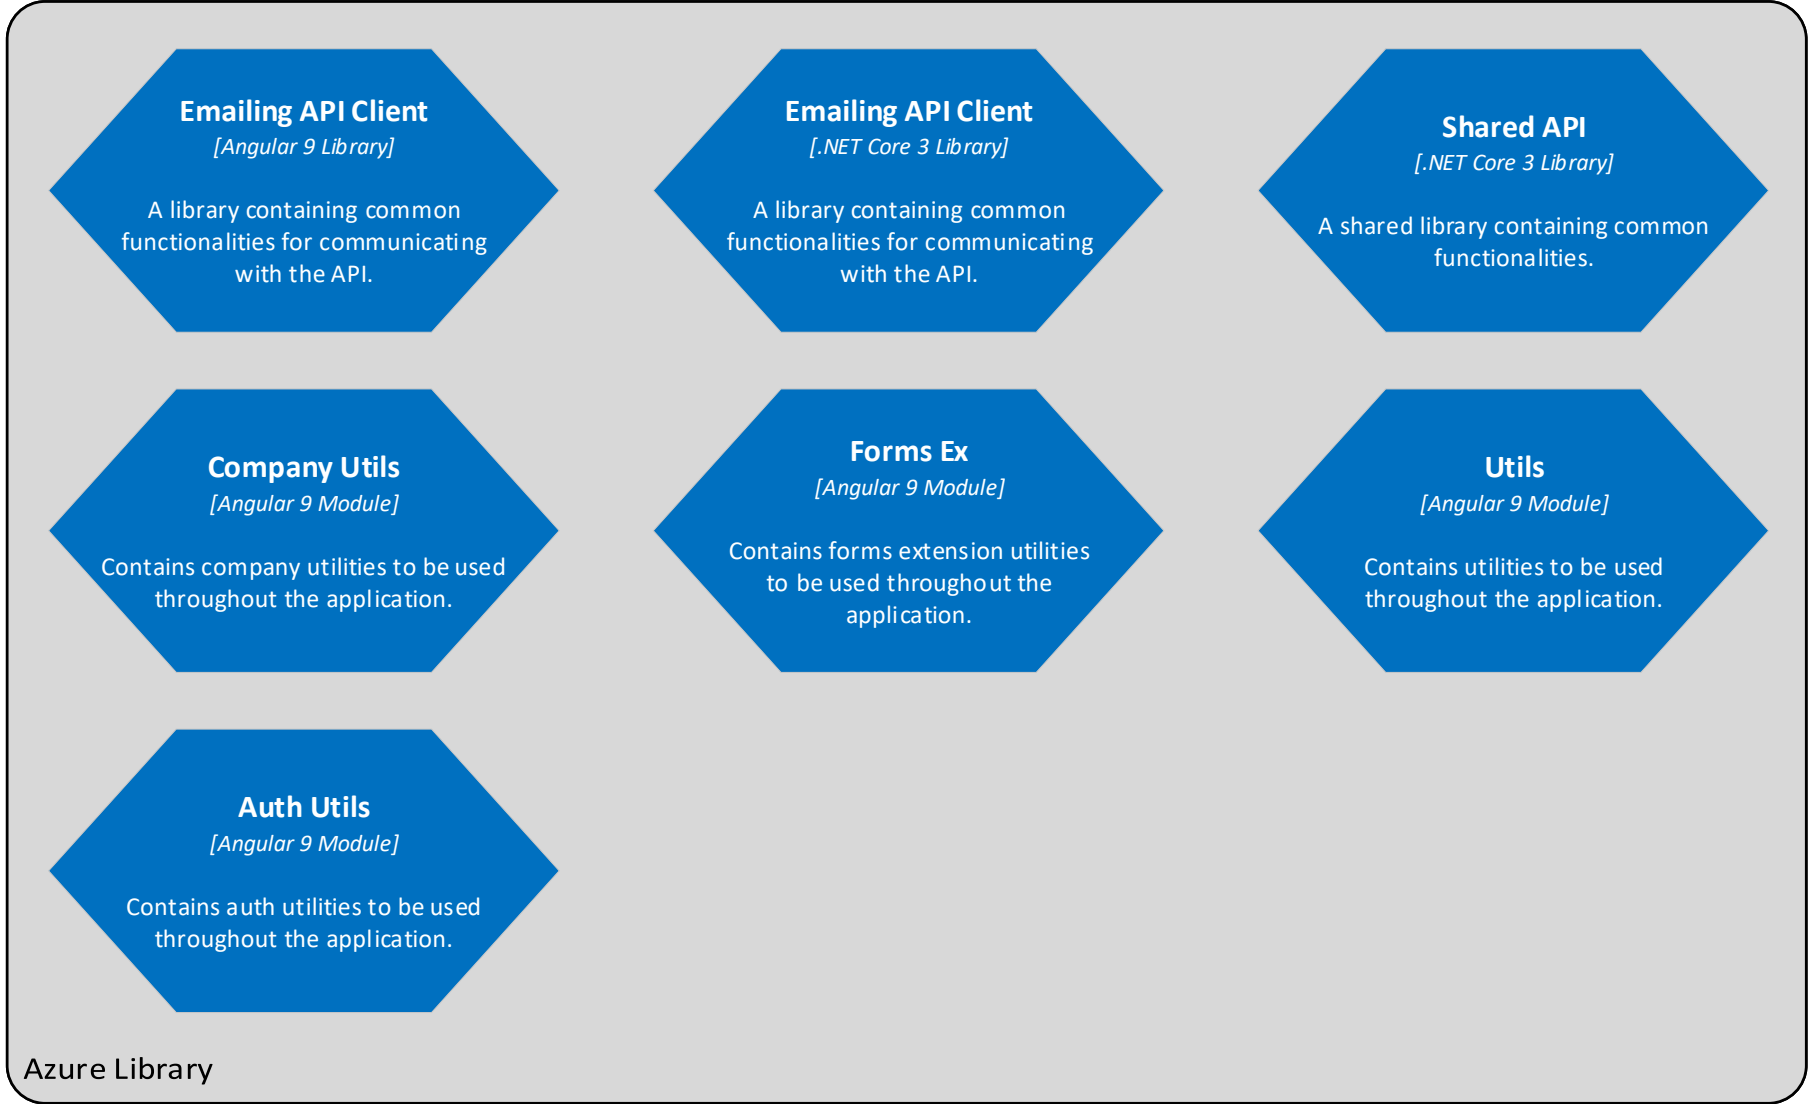 Emailing API Client
[Angular 9 Library]
A library containing common
functionalities for communicating
with the API.
Emailing API Client
[.NET Core 3 Library]
A library containing common
functionalities for communicating
with the API.
Shared API
[.NET Core 3 Library]
A shared library containing common
functionalities.
Company Utils
[Angular 9 Module]
Contains company utilities to be used
throughout the application.
Forms Ex
[Angular 9 Module]
Contains forms extension utilities
to be used throughout the
application.
Utils
[Angular 9 Module]
Contains utilities to be used
throughout the application.
Auth Utils
[Angular 9 Module]
Contains auth utilities to be used
throughout the application.
Azure Library